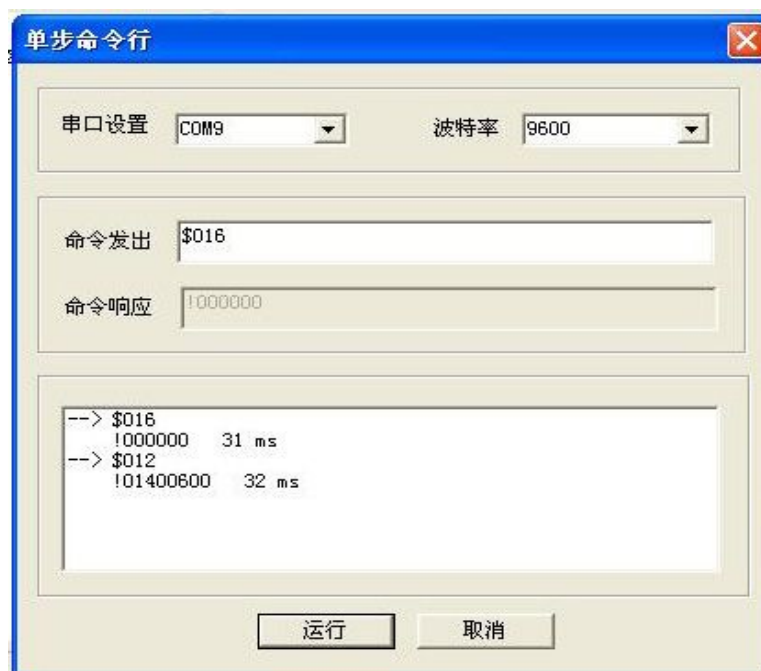 单步命令行
串口设置 COM9 波特率 9600
命令发出 $016
命令响应 !000000
--> $016
!000000 31 ms
--> $012
!01400600 32 ms
运行 取消